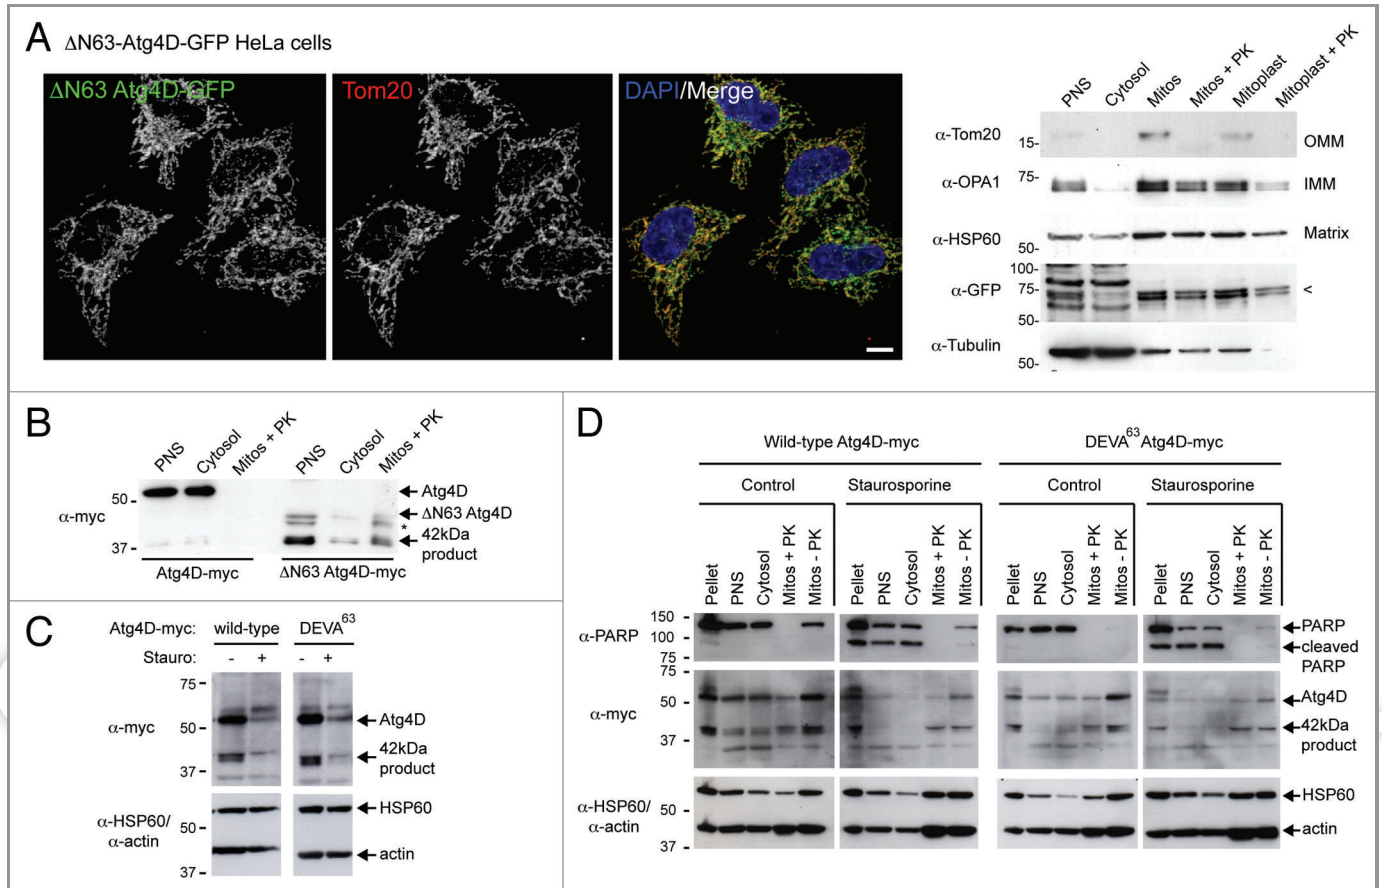 A ΔN63-Atg4D-GFP HeLa cells
ΔN63 Atg4D-GFP
Tom20
DAPI/Merge
PNS
Cytosol
Mitos
Mitos + PK
Mitoplast
Mitoplast + PK
α-Tom20
15-
OMM
75-
α-OPA1
IMM
α-HSP60
50-
Matrix
100-
α-GFP
75-
<
50-
α-Tubulin
50-
B
PNS
Cytosol
Mitos + PK
PNS
Cytosol
Mitos + PK
α-myc
50-
37-
Atg4D
ΔN63 Atg4D
*
42kDa
product
Atg4D-myc
ΔN63 Atg4D-myc
C
Atg4D-myc: wild-type DEVA63
Stauro: - + - +
75-
α-myc
50-
37-
Atg4D
42kDa
product
α-HSP60/
α-actin
50-
37-
HSP60
actin
D
Wild-type Atg4D-myc
DEVA63 Atg4D-myc
Control
Staurosporine
Control
Staurosporine
Pellet
PNS
Cytosol
Mitos + PK
Mitos - PK
Pellet
PNS
Cytosol
Mitos + PK
Mitos - PK
Pellet
PNS
Cytosol
Mitos + PK
Mitos - PK
Pellet
PNS
Cytosol
Mitos + PK
Mitos - PK
α-PARP
150 -
100 -
75 -
PARP
cleaved
PARP
75 -
α-myc
50 -
37 -
Atg4D
42kDa
product
α-HSP60/
α-actin
50 -
37 -
HSP60
actin